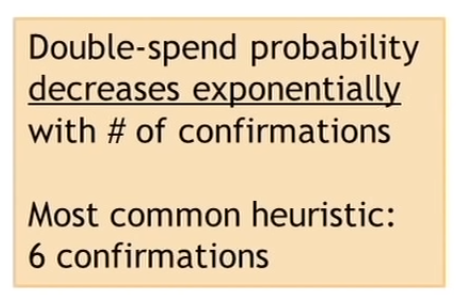 Double-spend probability
decreases exponentially
with # of confirmations
Most common heuristic:
6 confirmations